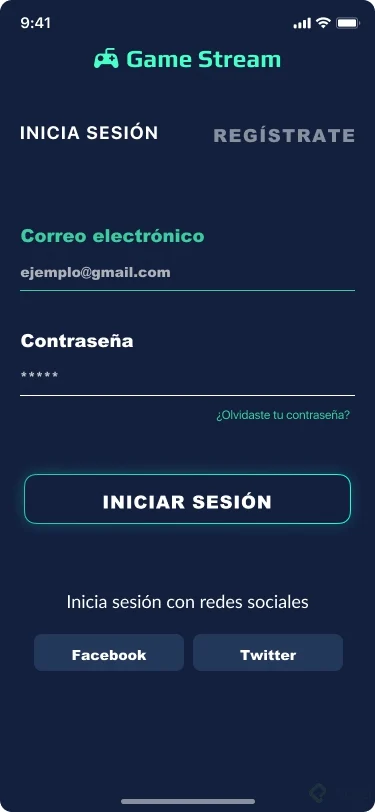 9:41
Game Stream
INICIA SESIÓN
REGÍSTRATE
Correo electrónico
ejemplo@gmail.com
Contraseña
*****
¿Olvidaste tu contraseña?
INICIAR SESIÓN
Inicia sesión con redes sociales
Facebook
Twitter